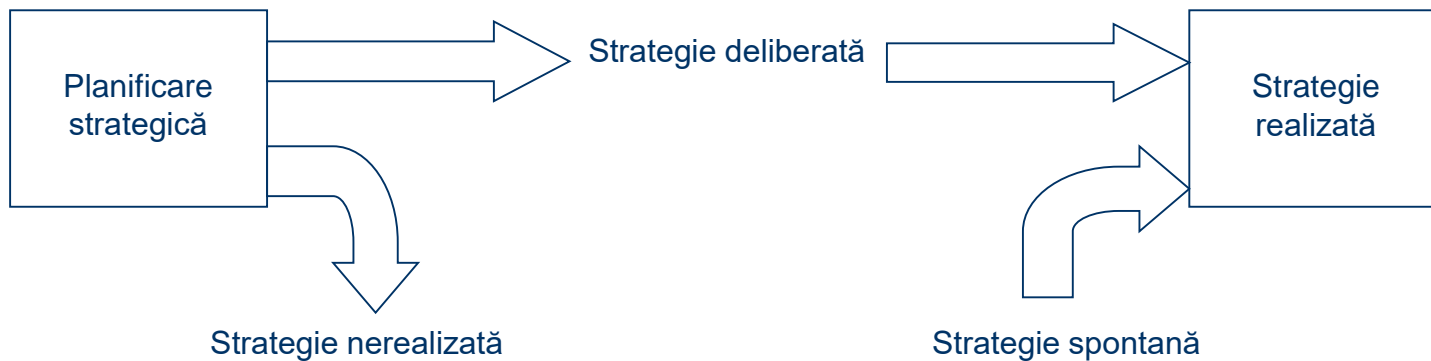 Planificare
strategică
Strategie deliberată
Strategie
realizată
Strategie nerealizată
Strategie spontană